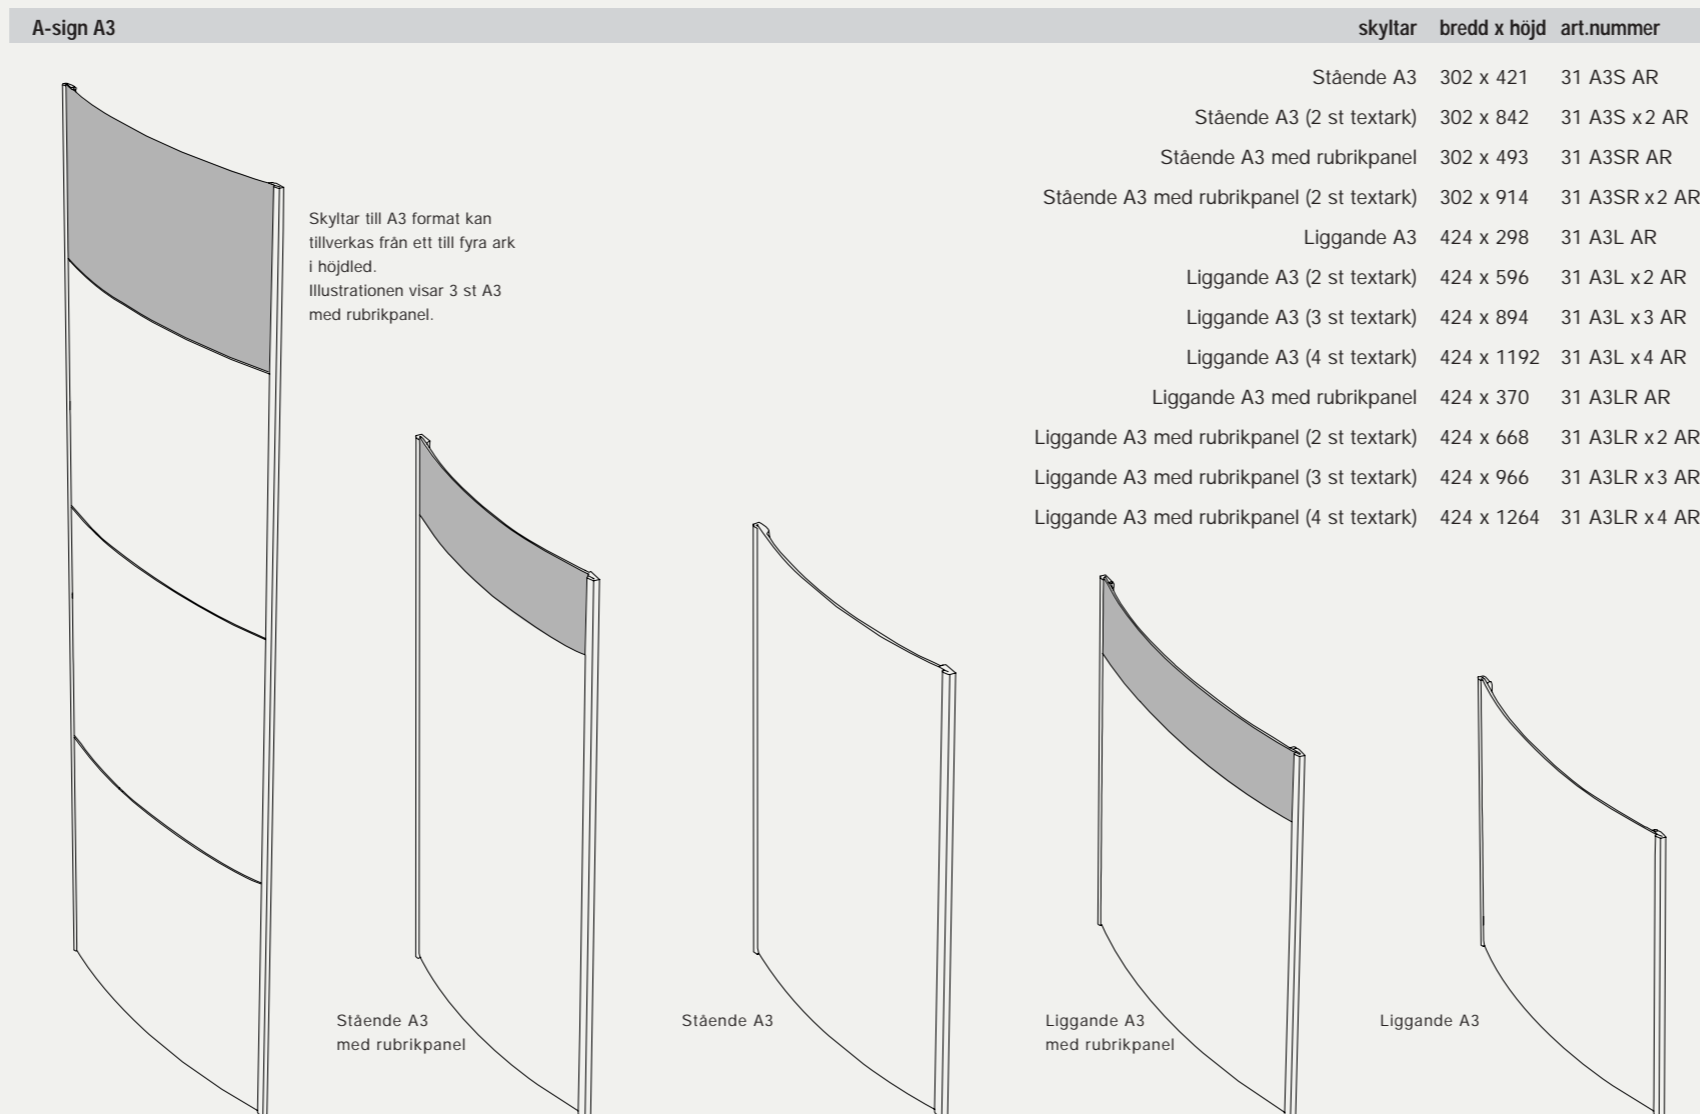 A-sign A3 skyltar bredd x höjd art.nummer
Stående A3 302 x 421 31 A3S AR
Stående A3 (2 st textark) 302 x 842 31 A3S x2 AR
Stående A3 med rubrikpanel 302 x 493 31 A3SR AR
Stående A3 med rubrikpanel (2 st textark) 302 x 914 31 A3SR x2 AR
Liggande A3 424 x 298 31 A3L AR
Liggande A3 (2 st textark) 424 x 596 31 A3L x2 AR
Liggande A3 (3 st textark) 424 x 894 31 A3L x3 AR
Liggande A3 (4 st textark) 424 x 1192 31 A3L x4 AR
Liggande A3 med rubrikpanel 424 x 370 31 A3LR AR
Liggande A3 med rubrikpanel (2 st textark) 424 x 668 31 A3LR x2 AR
Liggande A3 med rubrikpanel (3 st textark) 424 x 966 31 A3LR x3 AR
Liggande A3 med rubrikpanel (4 st textark) 424 x 1264 31 A3LR x4 AR
Skyltar till A3 format kan
tillverkas från ett till fyra ark
i höjdled.
Illustrationen visar 3 st A3
med rubrikpanel.
Stående A3
med rubrikpanel
Stående A3
Liggande A3
med rubrikpanel
Liggande A3